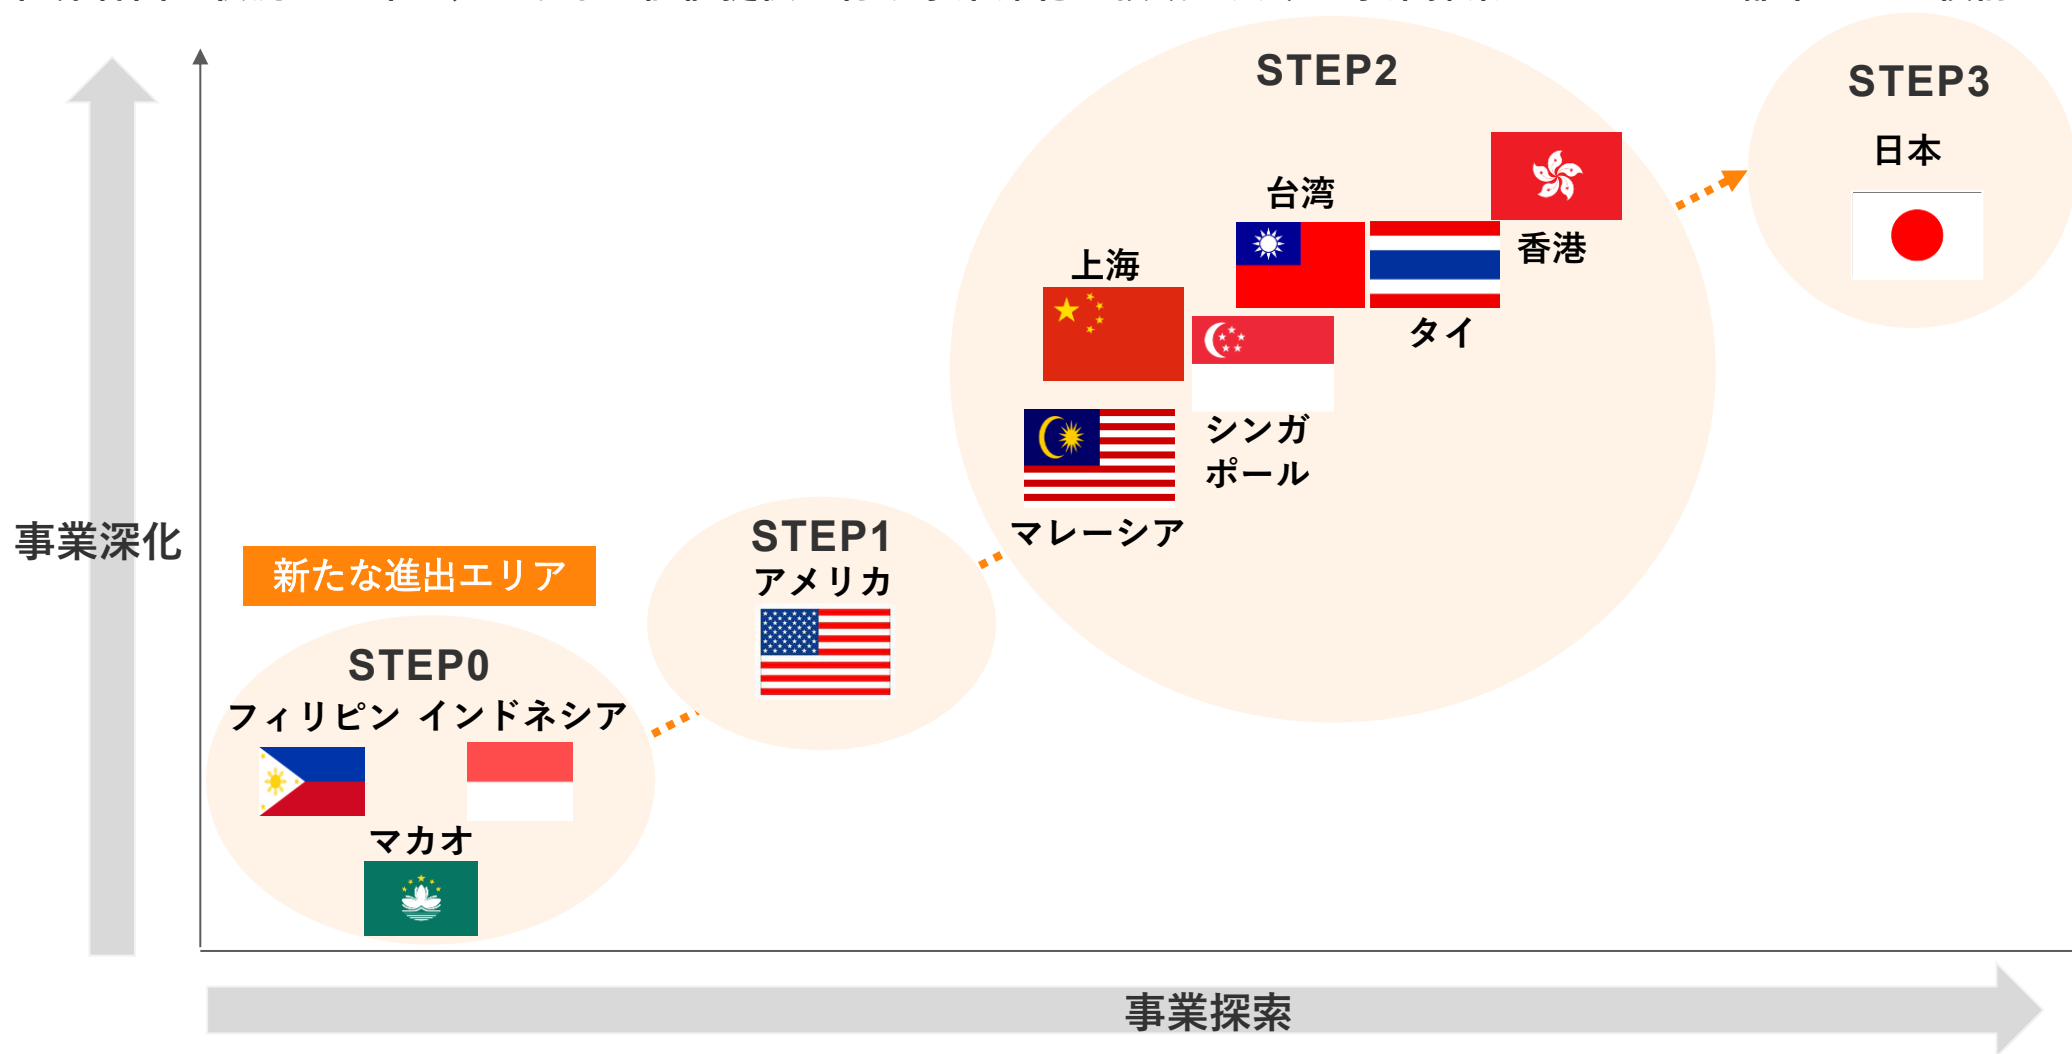 STEP2
STEP3
日本
台湾
香港
上海
タイ
シンガ
ポール
マレーシア
事業深化
STEP1
アメリカ
新たな進出エリア
STEP0
フィリピン インドネシア
マカオ
事業探索